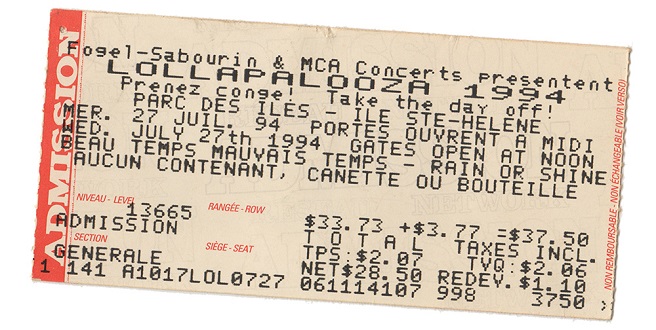 ADMISSION
Fogel-Sabourin & MCA Concerts presentent
LOLLAPALOOZA 1994
Prenez conge! Take the day off!
PARC DES ILES - ILE STE-HELENE
MER. 27 JUIL. 94 PORTES OUVRENT A MIDI
WED. JULY 27th 1994 GATES OPEN AT NOON
BEAU TEMPS MAUVAIS TEMPS - RAIN OR SHINE
AUCUN CONTENANT, CANETTE OU BOUTEILLE
NIVEAU - LEVEL RANGÉE - ROW
13665
ADMISSION $33.73 +$3.77 =$37.50
SECTION SIÈGE - SEAT
T O T A L TAXES INCL.
GENERALE TPS:$2.07 TVQ:$2.06
NET$28.50 REDEV.$1.10
1 141 A1017LOL0727 061114107 998 3750
NON REMBOURSABLE - NON ÉCHANGEABLE (VOIR VERSO)